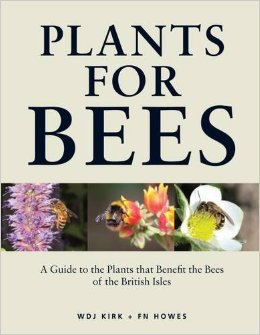 PLANTS
FOR
BEES
A Guide to the Plants that Benefit the Bees
of the British Isles
WDJ KIRK + FN HOWES